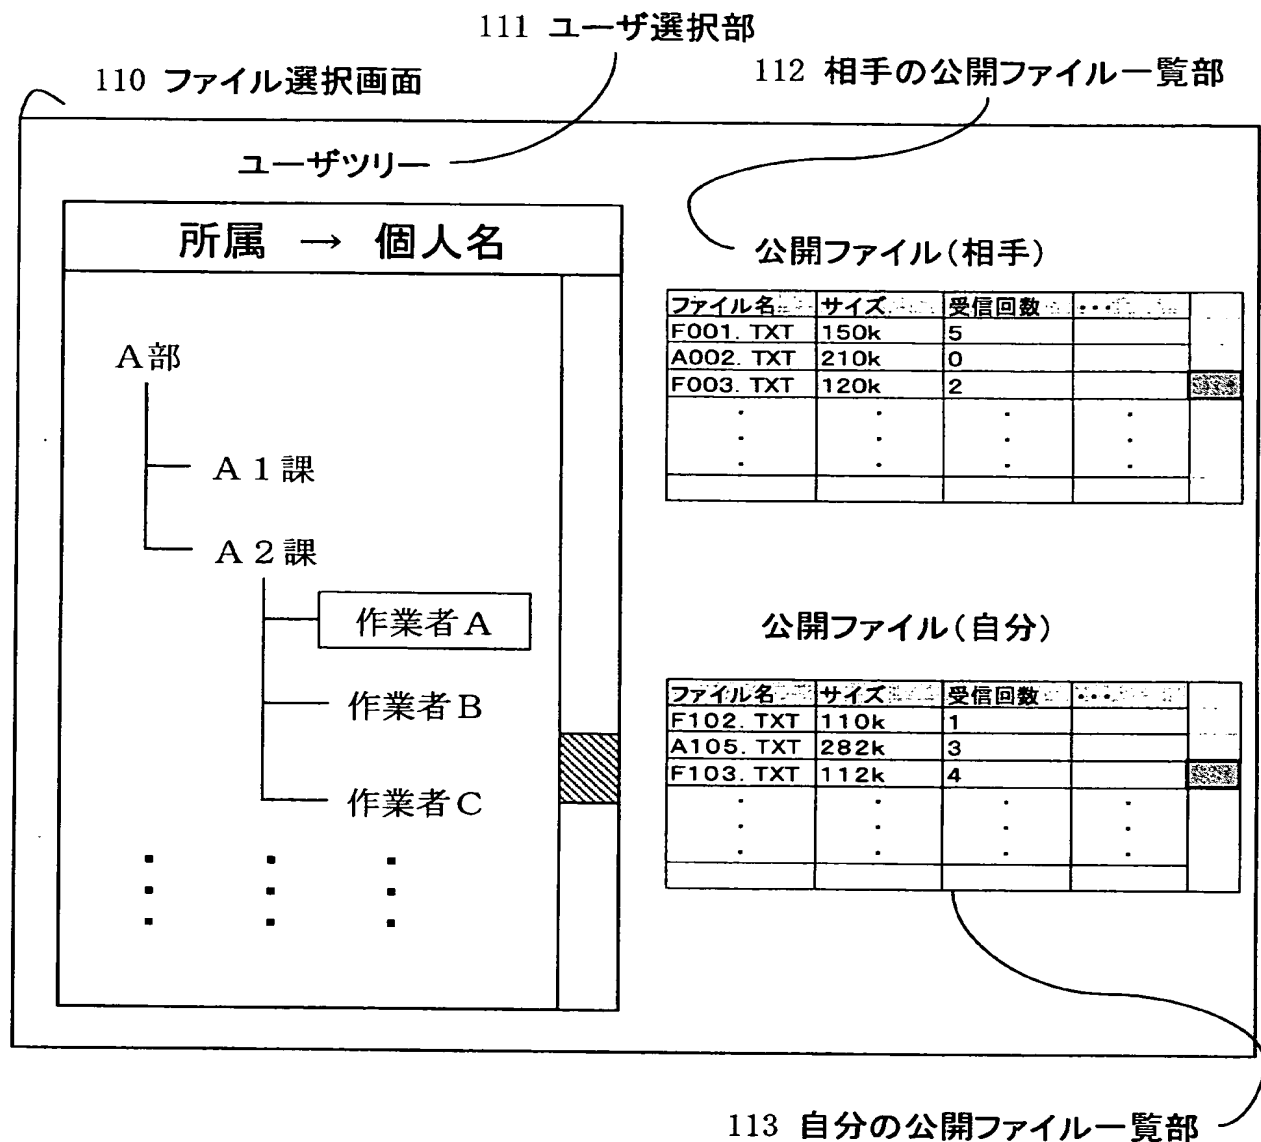 111 ユーザ選択部
110 ファイル選択画面
112 相手の公開ファイル一覧部
ユーザツリー
所属 → 個人名
A部
A1課
A2課
作業者A
作業者B
作業者C
公開ファイル(相手)
ファイル名 サイズ 受信回数 ・・・
F001. TXT 150k 5
A002. TXT 210k 0
F003. TXT 120k 2
公開ファイル(自分)
ファイル名 サイズ 受信回数 ・・・
F102. TXT 110k 1
A105. TXT 282k 3
F103. TXT 112k 4
113 自分の公開ファイル一覧部